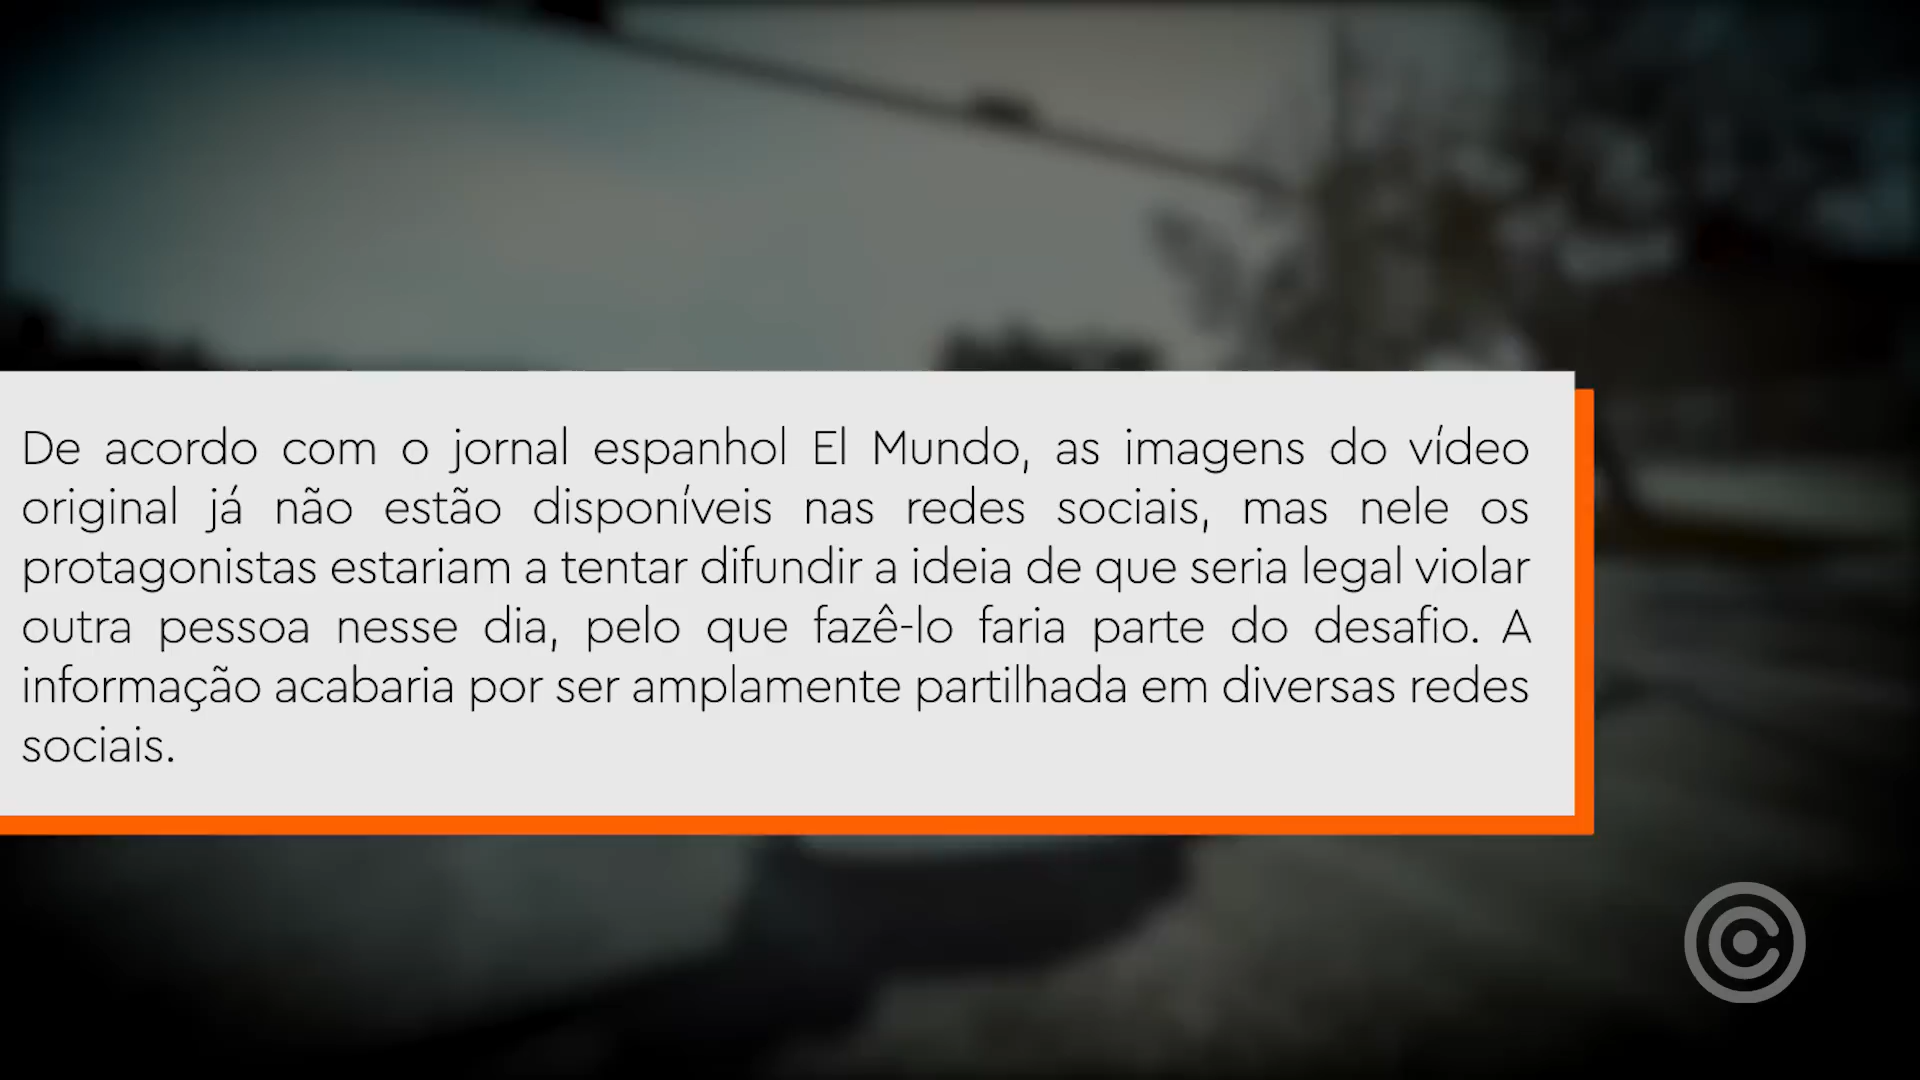 De acordo com o jornal espanhol El Mundo, as imagens do vídeo
original já não estão disponíveis nas redes sociais, mas nele os
protagonistas estariam a tentar difundir a ideia de que seria legal violar
outra pessoa nesse dia, pelo que fazê-lo faria parte do desafio. A
informação acabaria por ser amplamente partilhada em diversas redes
sociais.